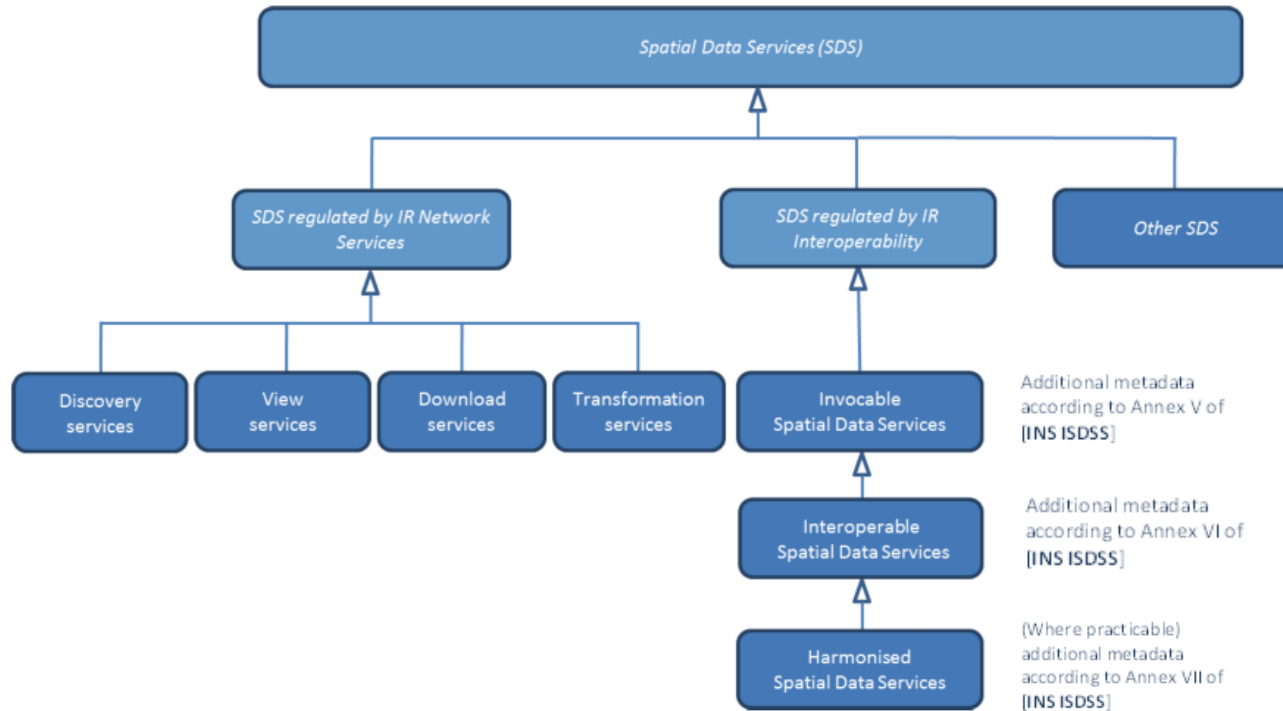 Spatial Data Services (SDS)
SDS regulated by IR Network
Services
SDS regulated by IR
Interoperability
Other SDS
Discovery
services
View
services
Download
services
Transformation
services
Invocable
Spatial Data Services
Additional metadata
according to Annex V of
[INS ISDSS]
Interoperable
Spatial Data Services
Additional metadata
according to Annex VI of
[INS ISDSS]
Harmonised
Spatial Data Services
(Where practicable)
additional metadata
according to Annex VII of
[INS ISDSS]